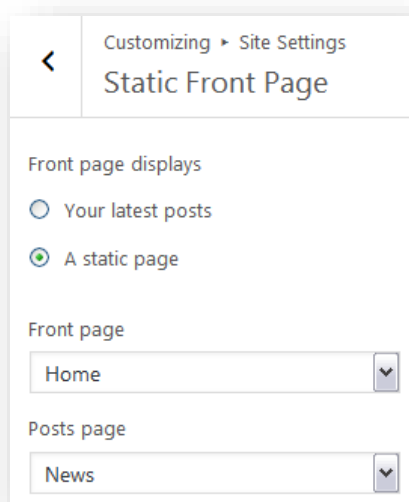 Customizing ▸ Site Settings
Static Front Page
Front page displays
Your latest posts
A static page
Front page
Home
Posts page
News